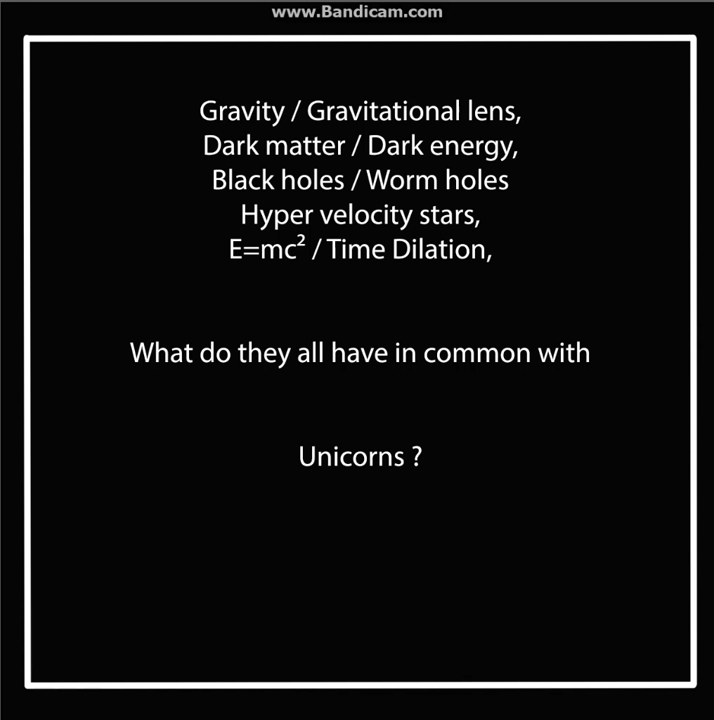 www.Bandicam.com
Gravity / Gravitational lens,
Dark matter / Dark energy,
Black holes / Worm holes
Hyper velocity stars,
E=mc² / Time Dilation,
What do they all have in common with
Unicorns ?